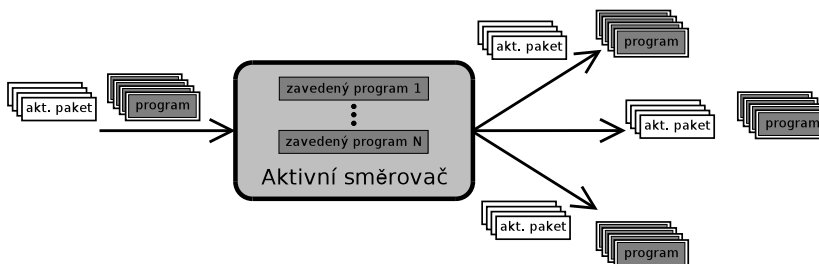 akt. paket
program
akt. paket
program
zavedený program 1
zavedený program N
Aktivní směrovač
akt. paket
program
akt. paket
program